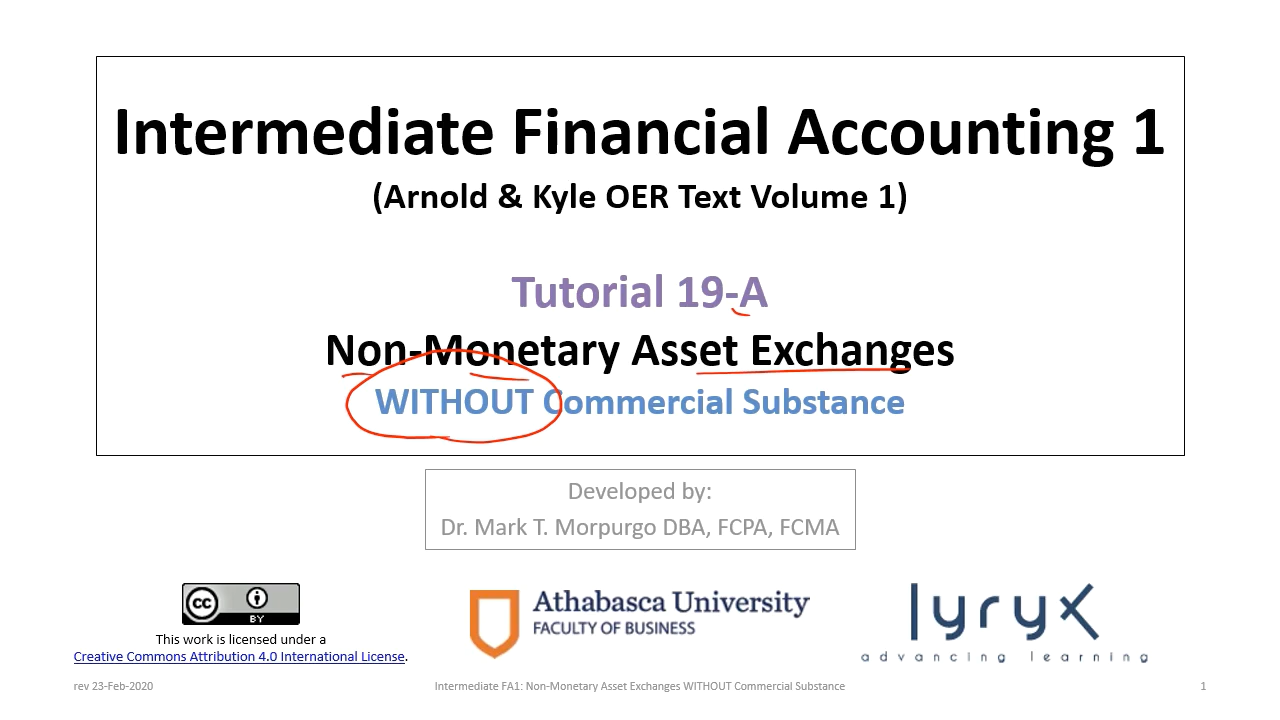 Intermediate Financial Accounting 1
(Arnold & Kyle OER Text Volume 1)
Tutorial 19-A
Non-Monetary Asset Exchanges
WITHOUT Commercial Substance
Developed by:
Dr. Mark T. Morpurgo DBA, FCPA, FCMA
cc BY
This work is licensed under a
Creative Commons Attribution 4.0 International License.
Athabasca University
FACULTY OF BUSINESS
lyryx
advancing learning
rev 23-Feb-2020
Intermediate FA1: Non-Monetary Asset Exchanges WITHOUT Commercial Substance
1